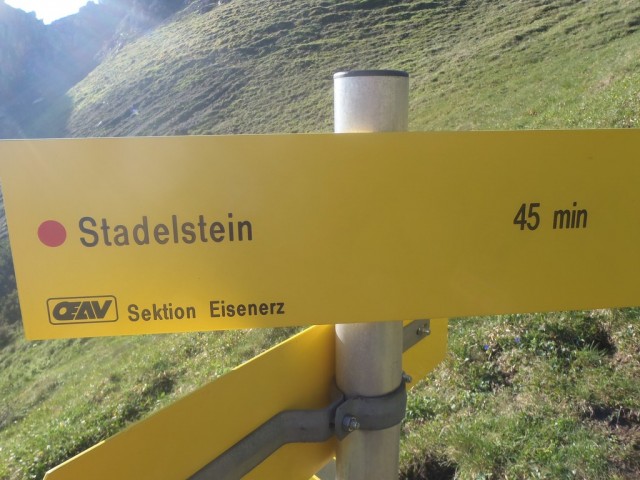 Stadelstein 45 min
OEAV Sektion Eisenerz